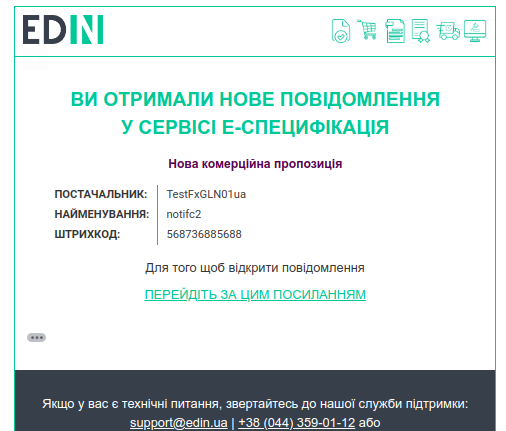 EDIN
ВИ ОТРИМАЛИ НОВЕ ПОВІДОМЛЕННЯ
У СЕРВІСІ Е-СПЕЦИФІКАЦІЯ
Нова комерційна пропозиція
ПОСТАЧАЛЬНИК: TestFxGLN01ua
НАЙМЕНУВАННЯ: notifc2
ШТРИХКОД: 568736885688
Для того щоб відкрити повідомлення
ПЕРЕЙДІТЬ ЗА ЦИМ ПОСИЛАННЯМ
Якщо у вас є технічні питання, звертайтесь до нашої служби підтримки:
support@edin.ua | +38 (044) 359-01-12 або